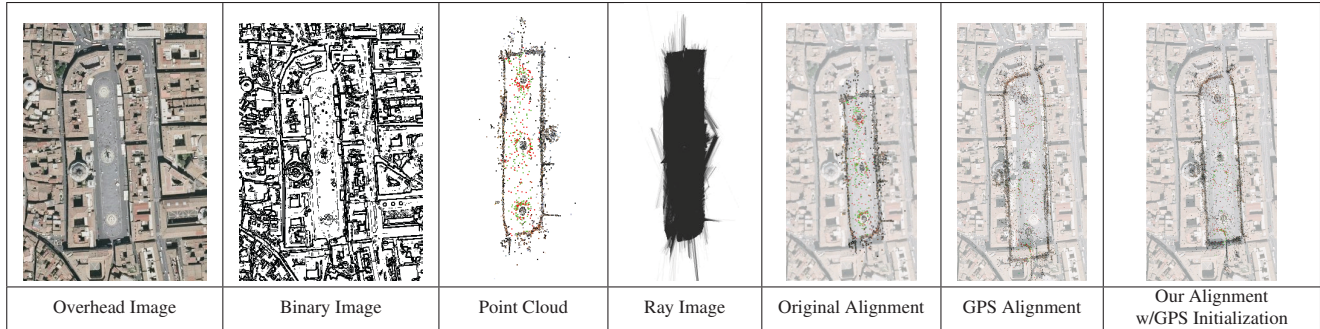 Overhead Image
Binary Image
Point Cloud
Ray Image
Original Alignment
GPS Alignment
Our Alignment
w/GPS Initialization